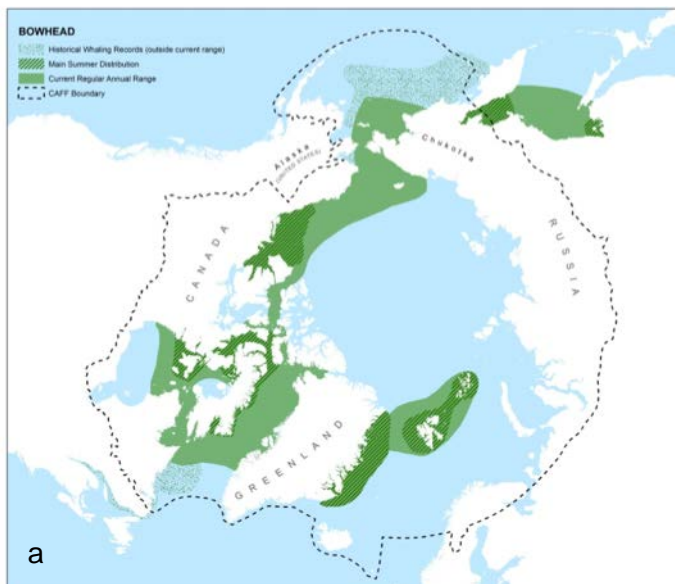 BOWHEAD
Historical Whaling Records (outside current range)
Main Summer Distribution
Current Regular Annual Range
CAFF Boundary
Alaska
(UNITED STATES)
Chukotka
CANADA
RUSSIA
GREENLAND
a